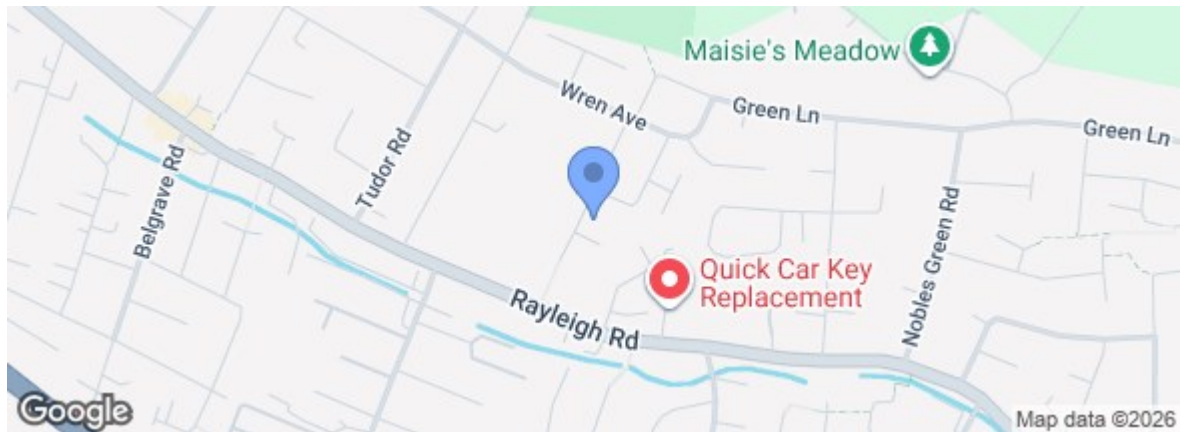 Maisie's Meadow
Wren Ave
Green Ln
Green Ln
Tudor Rd
Belgrave Rd
Nobles Green Rd
Quick Car Key
Replacement
Rayleigh Rd
Google
Map data ©2026